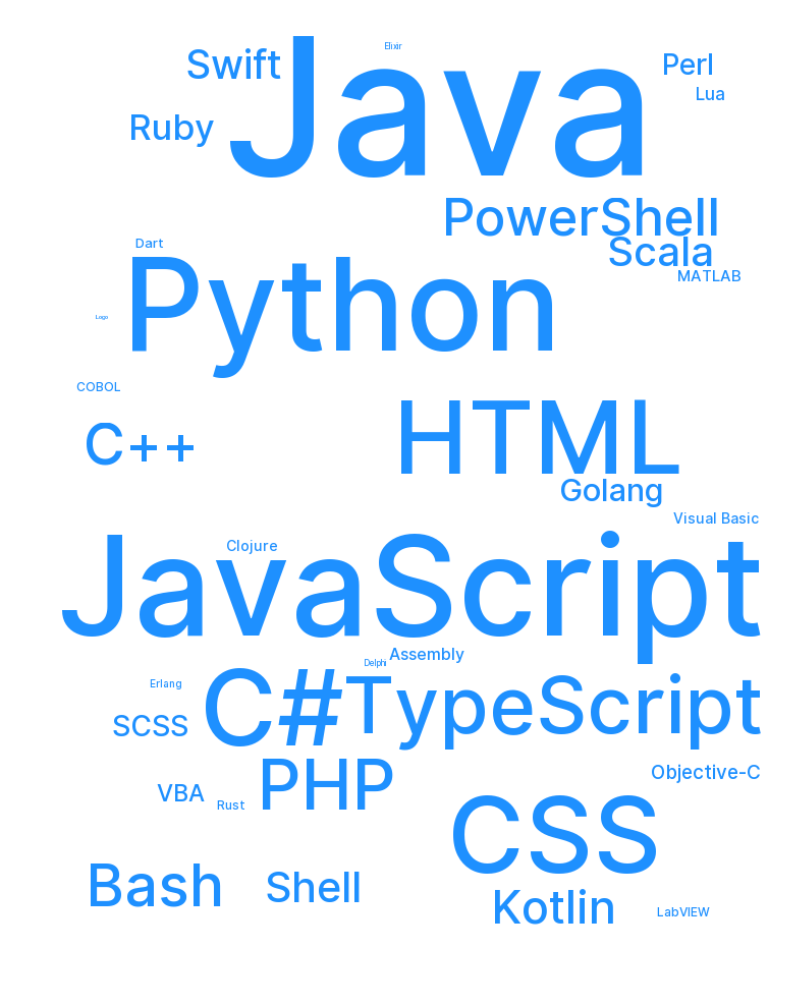 Elixir
Swift
Java
Perl
Lua
Ruby
PowerShell
Scala
Dart
MATLAB
Python
Logo
COBOL
C++
HTML
Golang
Visual Basic
Clojure
JavaScript
Assembly
Delphi
Erlang
C#
TypeScript
SCSS
Objective-C
PHP
VBA
Rust
CSS
Bash
Shell
Kotlin
LabVIEW